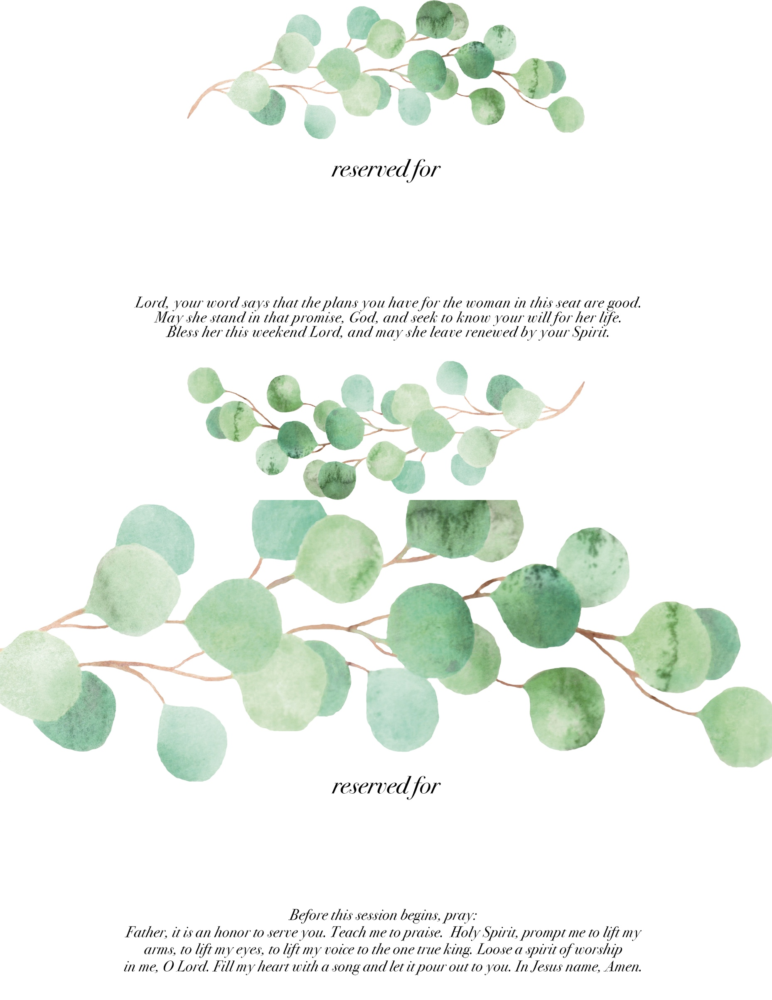 reserved for
Lord, your word says that the plans you have for the woman in this seat are good.
May she stand in that promise, God, and seek to know your will for her life.
Bless her this weekend Lord, and may she leave renewed by your Spirit.
reserved for
Before this session begins, pray:
Father, it is an honor to serve you. Teach me to praise.  Holy Spirit, prompt me to lift my
arms, to lift my eyes, to lift my voice to the one true king. Loose a spirit of worship
in me, O Lord. Fill my heart with a song and let it pour out to you. In Jesus name, Amen.